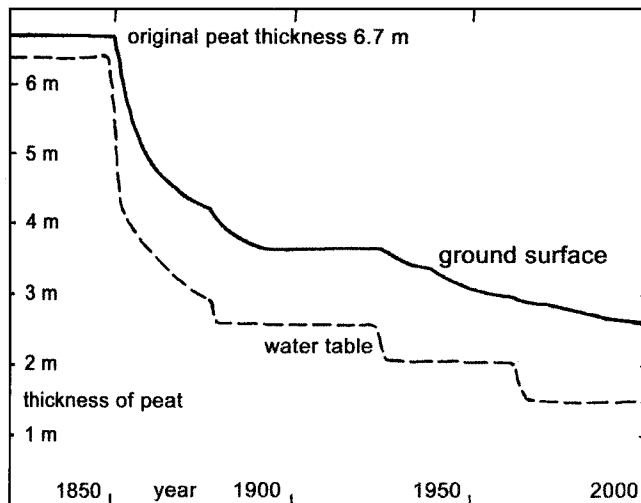 original peat thickness 6.7 m
6 m
5 m
4 m
ground surface
3 m
water table
2 m
thickness of peat
1 m
1850 year 1900 1950 2000